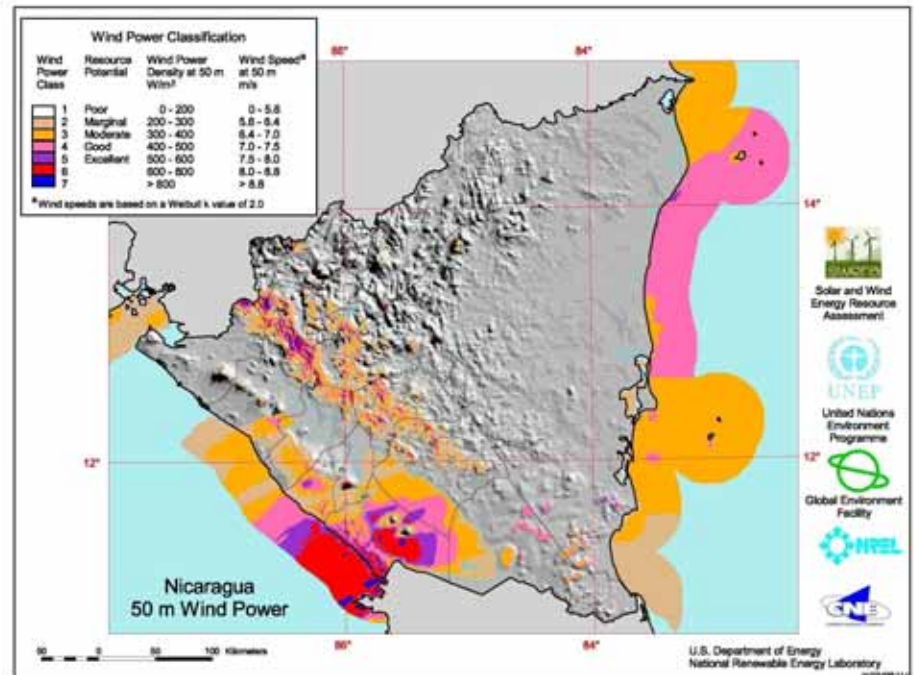 Wind Power Classification
Wind Power Class Resource Potential Wind Power Density at 50 m W/m² Wind Speedᵃ at 50 m m/s
1 Poor 0 - 200 0 - 5.6
2 Marginal 200 - 300 5.6 - 6.4
3 Moderate 300 - 400 6.4 - 7.0
4 Good 400 - 500 7.0 - 7.5
5 Excellent 500 - 600 7.5 - 8.0
6 600 - 800 8.0 - 8.8
7 > 800 > 8.8
ᵃ Wind speeds are based on a Weibull k value of 2.0
86°
84°
14°
12°
12°
86°
84°
Nicaragua
50 m Wind Power
50 0 50 100 Kilometers
Solar and Wind
Energy Resource
Assessment
UNEP
United Nations
Environment
Programme
Global Environment
Facility
NREL
CNE
U.S. Department of Energy
National Renewable Energy Laboratory